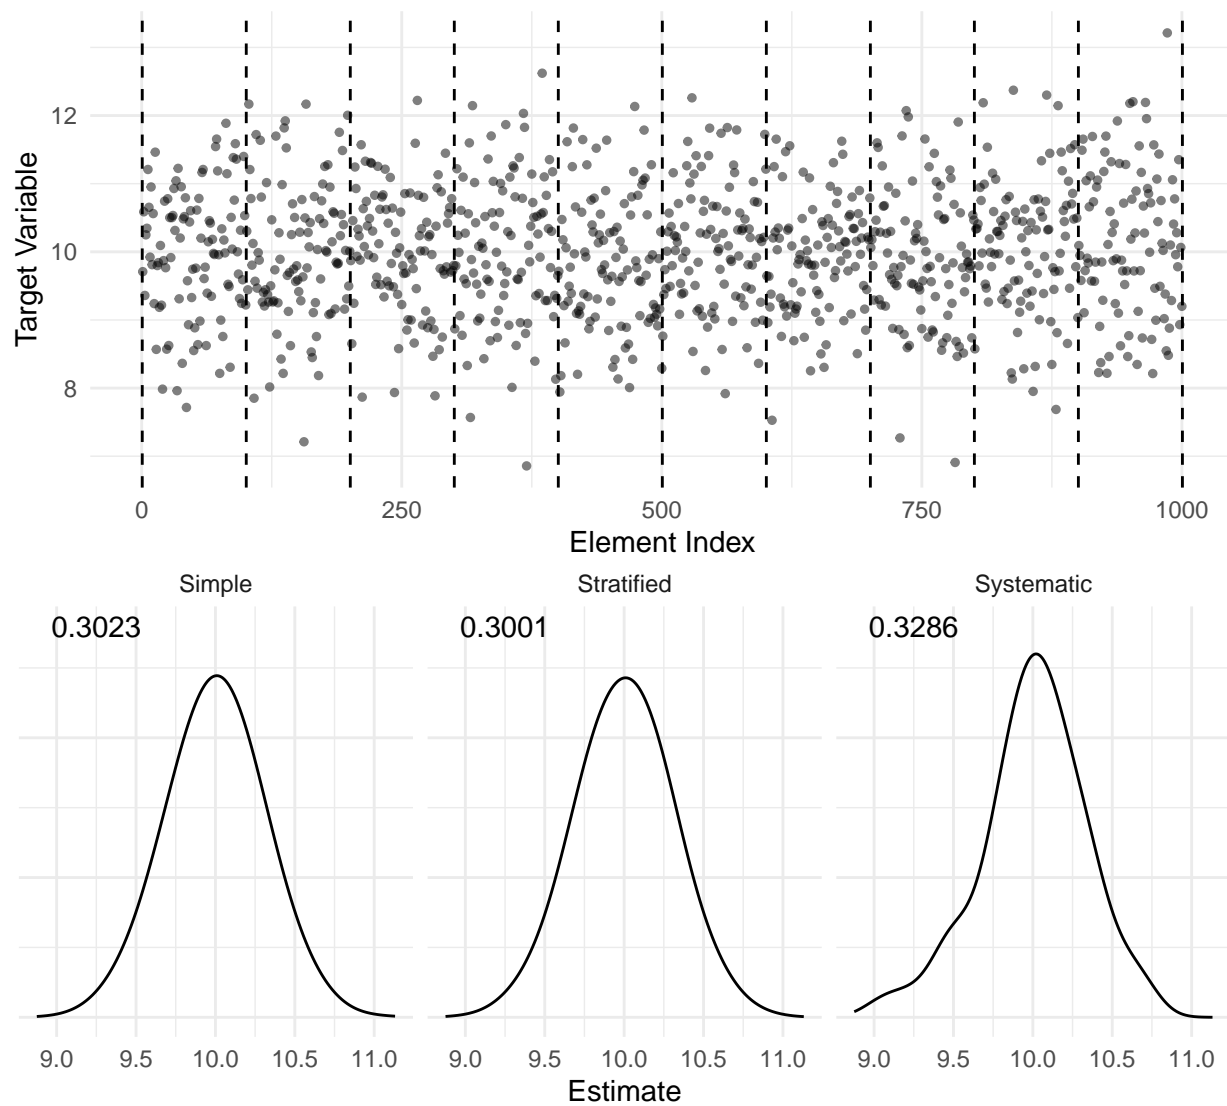 Target Variable
12
10
8
0 250 500 750 1000
Element Index
Simple Stratified Systematic
0.3023 0.3001 0.3286
9.0 9.5 10.0 10.5 11.0 9.0 9.5 10.0 10.5 11.0 9.0 9.5 10.0 10.5 11.0
Estimate